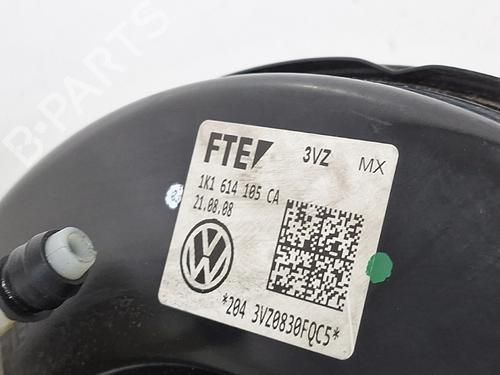 B-PARTS
FTE 3VZ MX
1K1 614 105 CA
21.08.08
*204 3VZ0830FQC5*